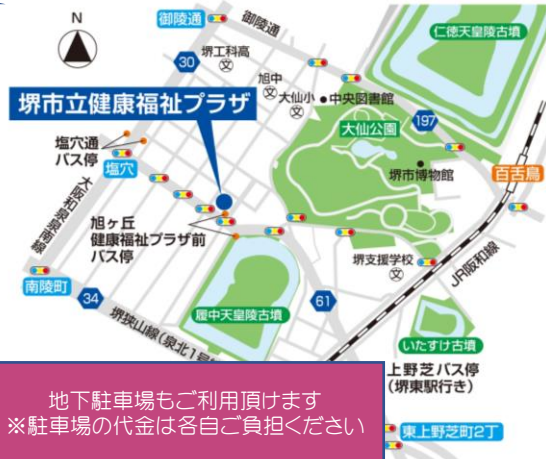 N
御陵通
御陵通
仁徳天皇陵古墳
30
堺工科高
文
旭中
文
大仙小
文
中央図書館
堺市立健康福祉プラザ
大仙公園
197
塩穴通
バス停
塩穴
堺市博物館
百舌鳥
大阪和泉泉南線
旭ヶ丘
健康福祉プラザ前
バス停
堺支援学校
文
JR阪和線
南陵町
34
履中天皇陵古墳
61
堺狭山線(泉北1号
いたすけ古墳
上野芝バス停
(堺東駅行き)
地下駐車場もご利用頂けます
※駐車場の代金は各自ご負担ください
東上野芝町2丁